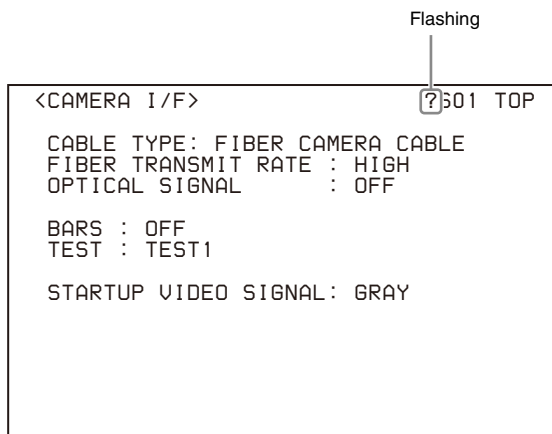 Flashing
<CAMERA I/F> ?S01 TOP
CABLE TYPE: FIBER CAMERA CABLE
FIBER TRANSMIT RATE : HIGH
OPTICAL SIGNAL : OFF
BARS : OFF
TEST : TEST1
STARTUP VIDEO SIGNAL: GRAY